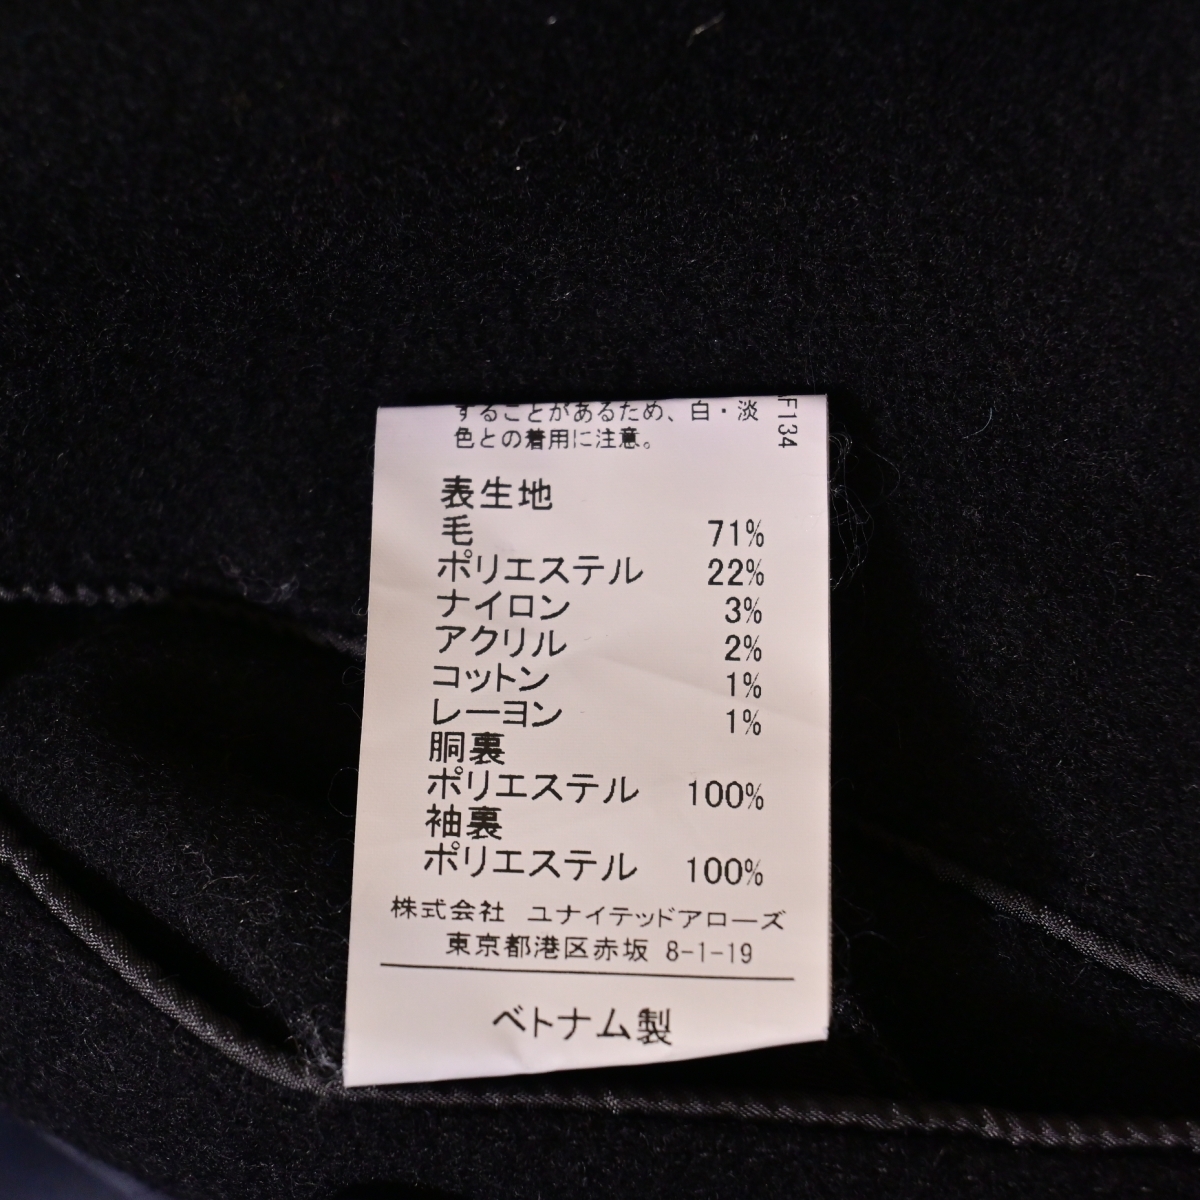 することがあるため、白・淡
色との着用に注意。
F134
表生地
毛 71%
ポリエステル 22%
ナイロン 3%
アクリル 2%
コットン 1%
レーヨン 1%
胴裏
ポリエステル 100%
袖裏
ポリエステル 100%
株式会社 ユナイテッドアローズ
東京都港区赤坂 8-1-19
ベトナム製